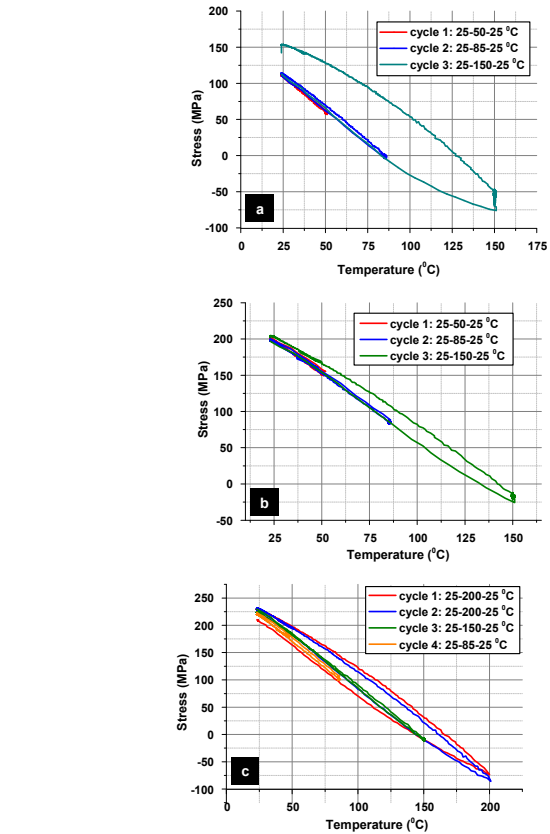 200
150
100
50
0
-50
-100
Stress (MPa)
cycle 1: 25-50-25 ⁰C
cycle 2: 25-85-25 ⁰C
cycle 3: 25-150-25 ⁰C
a
0 25 50 75 100 125 150 175
Temperature (⁰C)
250
200
150
100
50
0
-50
Stress (MPa)
cycle 1: 25-50-25 ⁰C
cycle 2: 25-85-25 ⁰C
cycle 3: 25-150-25 ⁰C
b
25 50 75 100 125 150
Temperature (⁰C)
250
200
150
100
50
0
-50
-100
Stress (MPa)
cycle 1: 25-200-25 ⁰C
cycle 2: 25-200-25 ⁰C
cycle 3: 25-150-25 ⁰C
cycle 4: 25-85-25 ⁰C
c
0 50 100 150 200
Temperature (⁰C)